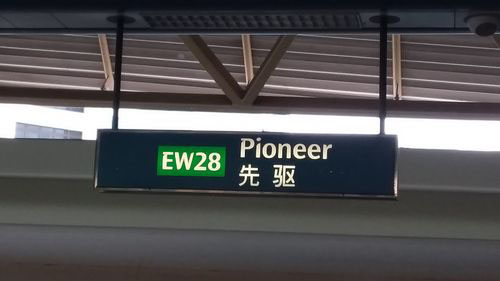 EW28 Pioneer
先驱